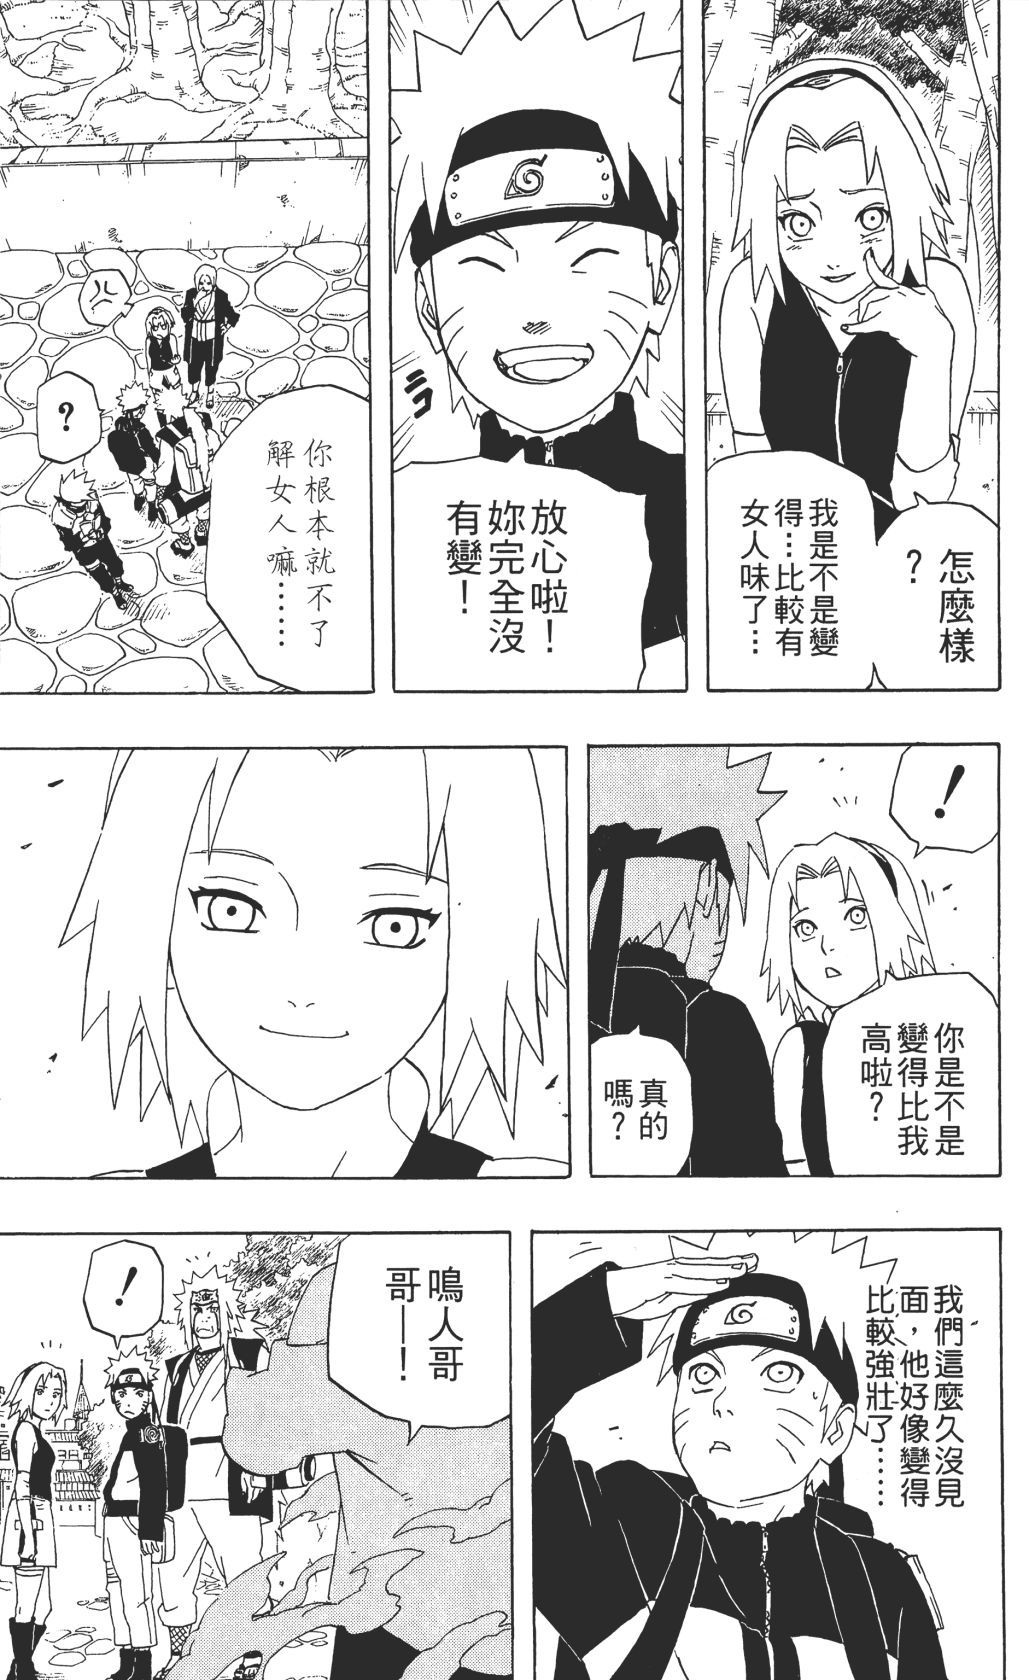 怎麼樣
？
我是不是變
得…比較有
女人味了…
放心啦！
妳完全沒
有變！
ラ
你根本就不了
解女人嘛……
？
！
你是不是
變得比我
高啦？
真的
嗎？
我們這麼久沒見
面，他好像變得
比較強壯了……
鳴人哥
哥——！
！